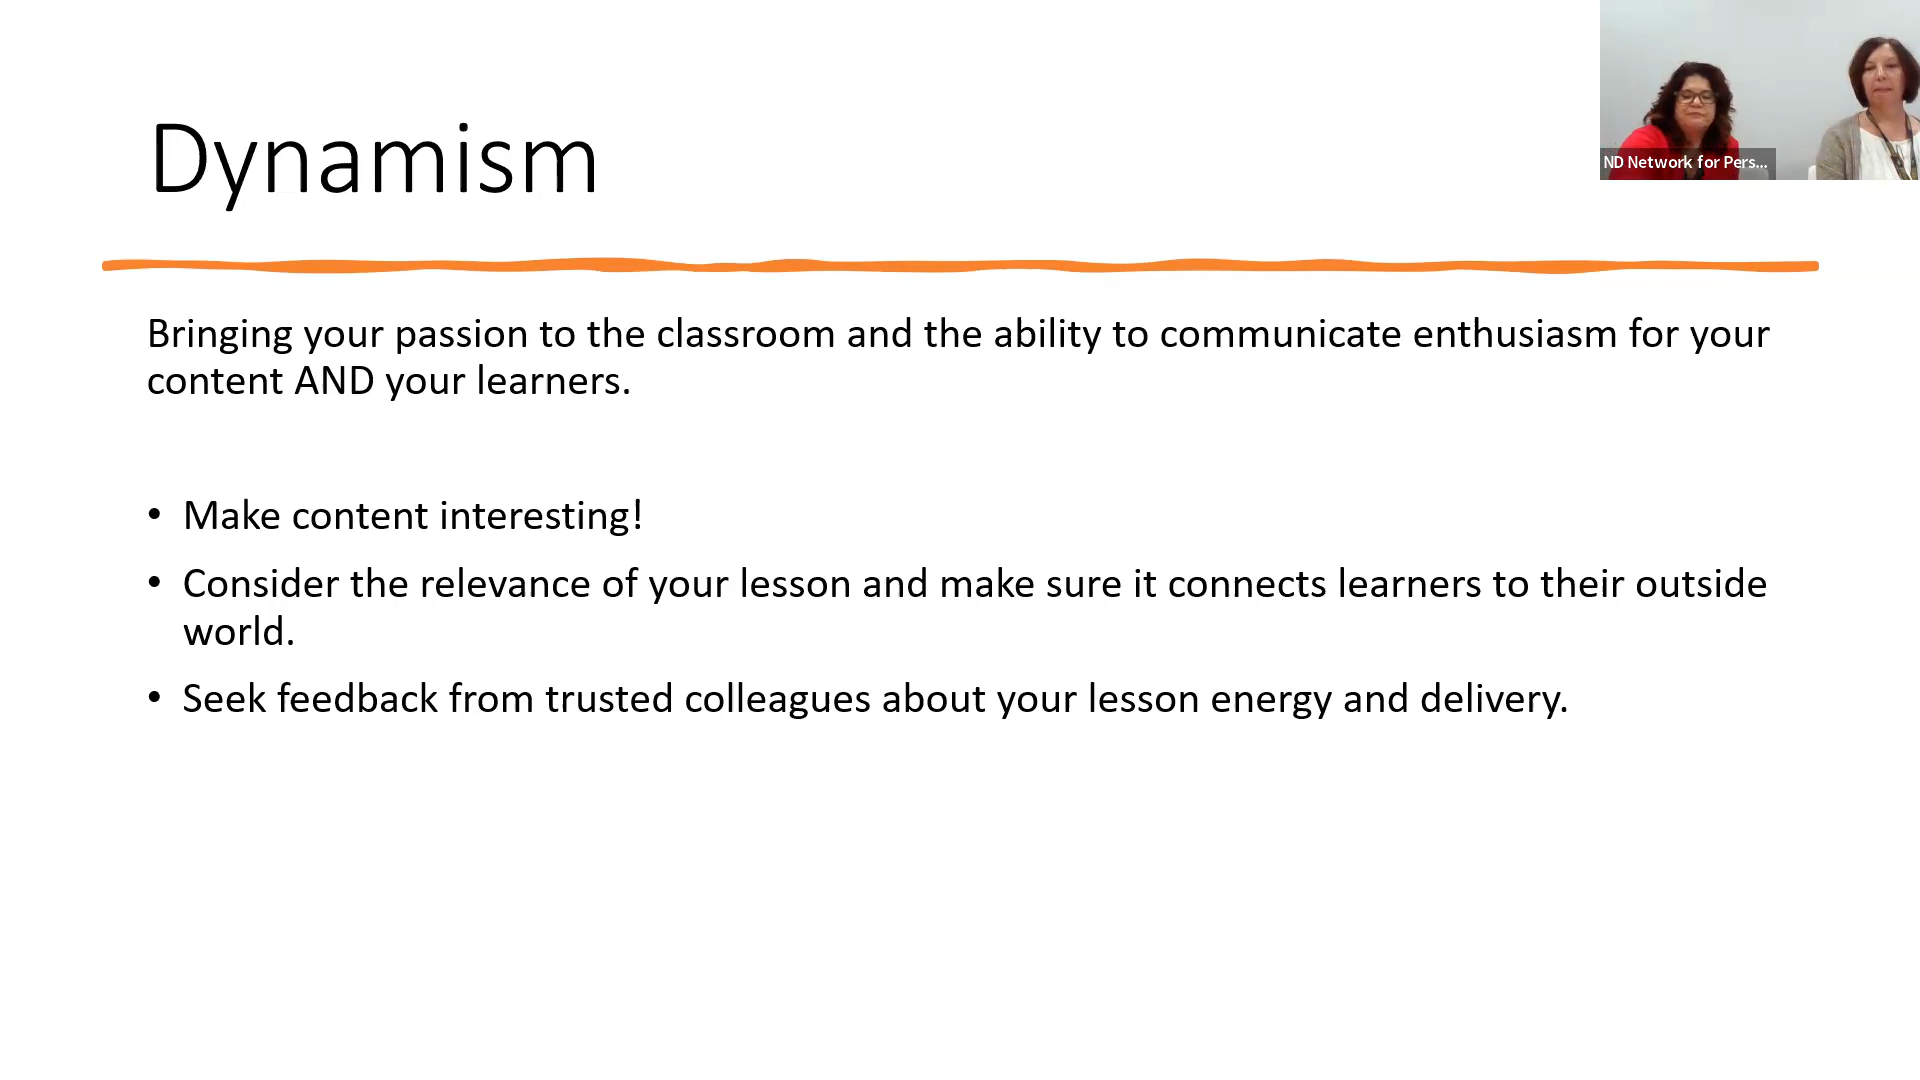 Dynamism
ND Network for Pers...
Bringing your passion to the classroom and the ability to communicate enthusiasm for your
content AND your learners.
• Make content interesting!
• Consider the relevance of your lesson and make sure it connects learners to their outside
world.
• Seek feedback from trusted colleagues about your lesson energy and delivery.